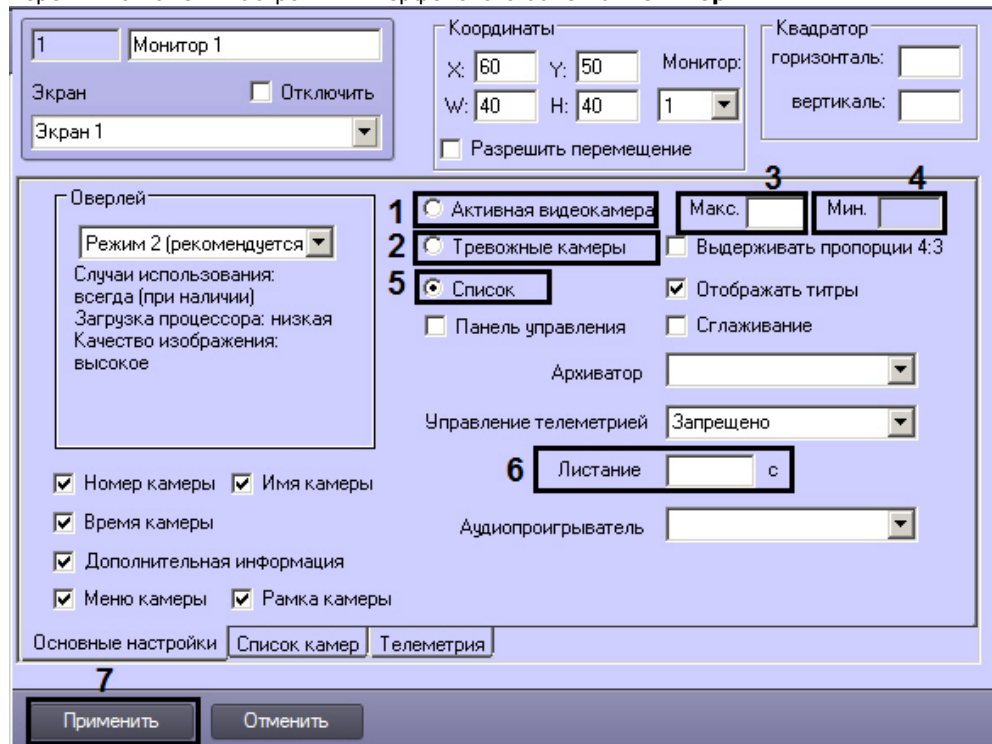 1 Монитор 1
Экран Отключить
Экран 1
Координаты
X: 60 Y: 50 Монитор:
W: 40 H: 40 1
Разрешить перемещение
Квадратор
горизонталь:
вертикаль:
Оверлей
Режим 2 (рекомендуется
Случаи использования:
всегда (при наличии)
Загрузка процессора: низкая
Качество изображения:
высокое
3 4
1 Активная видеокамера Макс. Мин.
2 Тревожные камеры Выдерживать пропорции 4:3
5 Список Отображать титры
Панель управления Сглаживание
Архиватор
Управление телеметрией Запрещено
6 Листание с
Аудиопроигрыватель
Номер камеры Имя камеры
Время камеры
Дополнительная информация
Меню камеры Рамка камеры
Основные настройки Список камер Телеметрия
7
Применить Отменить